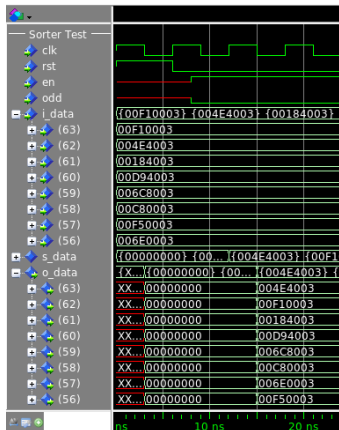 Sorter Test
clk
rst
en
odd
i_data {00F10003} {004E4003} {00184003}
(63) 00F10003
(62) 004E4003
(61) 00184003
(60) 00D94003
(59) 006C8003
(58) 00C80003
(57) 00F50003
(56) 006E0003
s_data {00000000} {00... {004E4003} {00F1
o_data {X... {00000000} {00... {004E4003} {
(63) XX... 00000000 004E4003
(62) XX... 00000000 00F10003
(61) XX... 00000000 00184003
(60) XX... 00000000 00D94003
(59) XX... 00000000 006C8003
(58) XX... 00000000 00C80003
(57) XX... 00000000 006E0003
(56) XX... 00000000 00F50003
ns 10 ns 20 ns